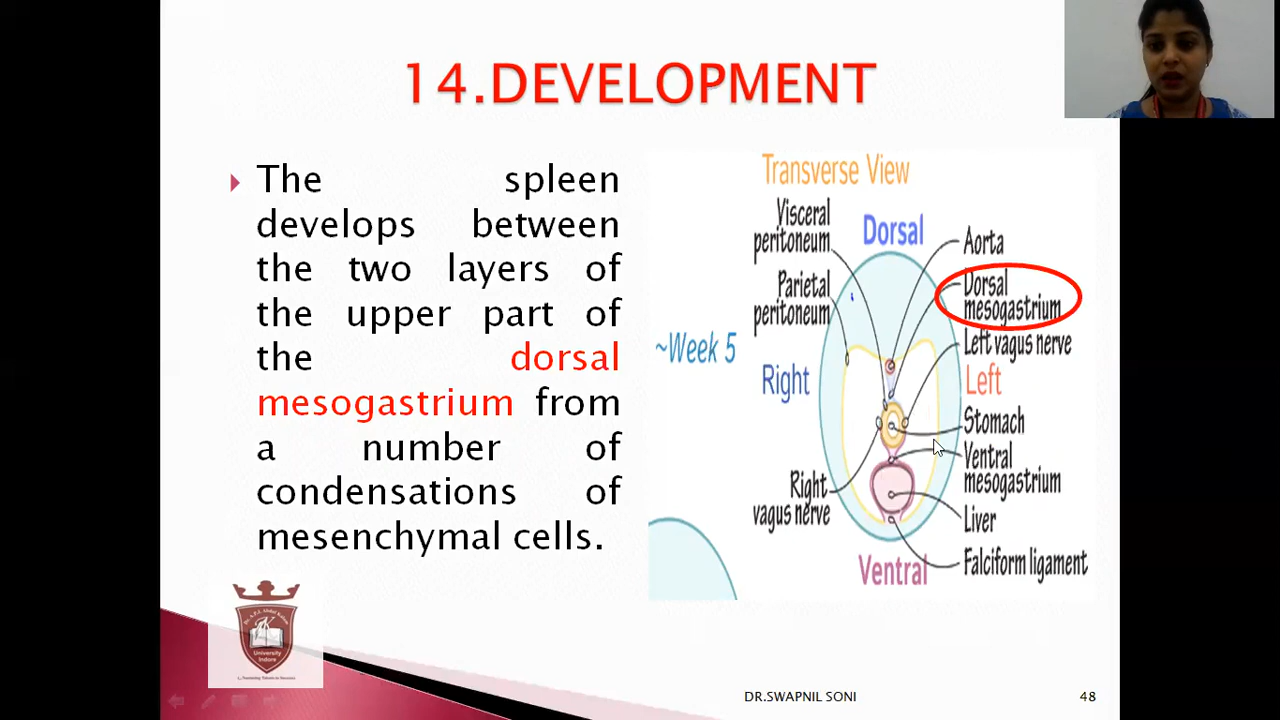 14.DEVELOPMENT
The spleen
develops between
the two layers of
the upper part of
the dorsal
mesogastrium from
a number of
condensations of
mesenchymal cells.
Transverse View
Visceral
peritoneum
Dorsal
Aorta
Parietal
peritoneum
Dorsal
mesogastrium
Left vagus nerve
~Week 5
Right
Left
Stomach
Ventral
mesogastrium
Right
vagus nerve
Liver
Falciform ligament
Ventral
University
Indore
DR.SWAPNIL SONI
48